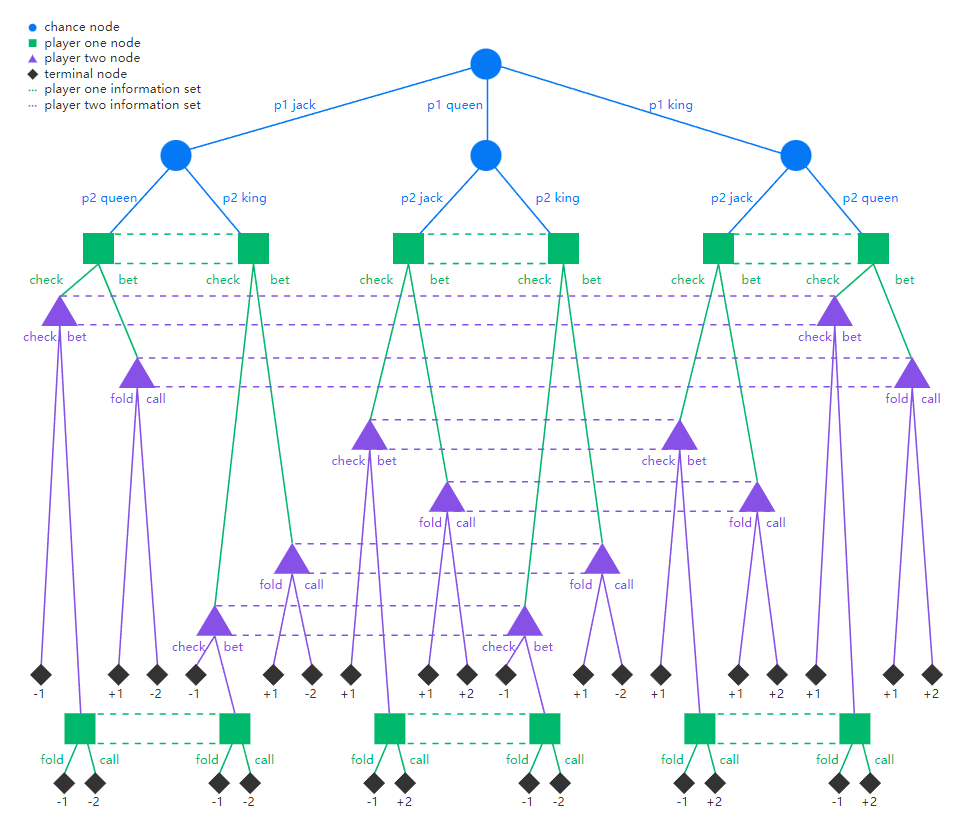 chance node
player one node
player two node
terminal node
player one information set
player two information set
p1 jack p1 queen p1 king
p2 queen p2 king p2 jack p2 king p2 jack p2 queen
check bet check bet check bet check bet check bet check bet
check bet check bet
fold call fold call
check bet check bet
fold call fold call
fold call fold call
check bet check bet
-1 +1 -2 -1 +1 -2 +1 +1 +2 -1 +1 -2 +1 +1 +2 +1 +1 +2
fold call fold call fold call fold call fold call fold call
-1 -2 -1 -2 -1 +2 -1 -2 -1 +2 -1 +2